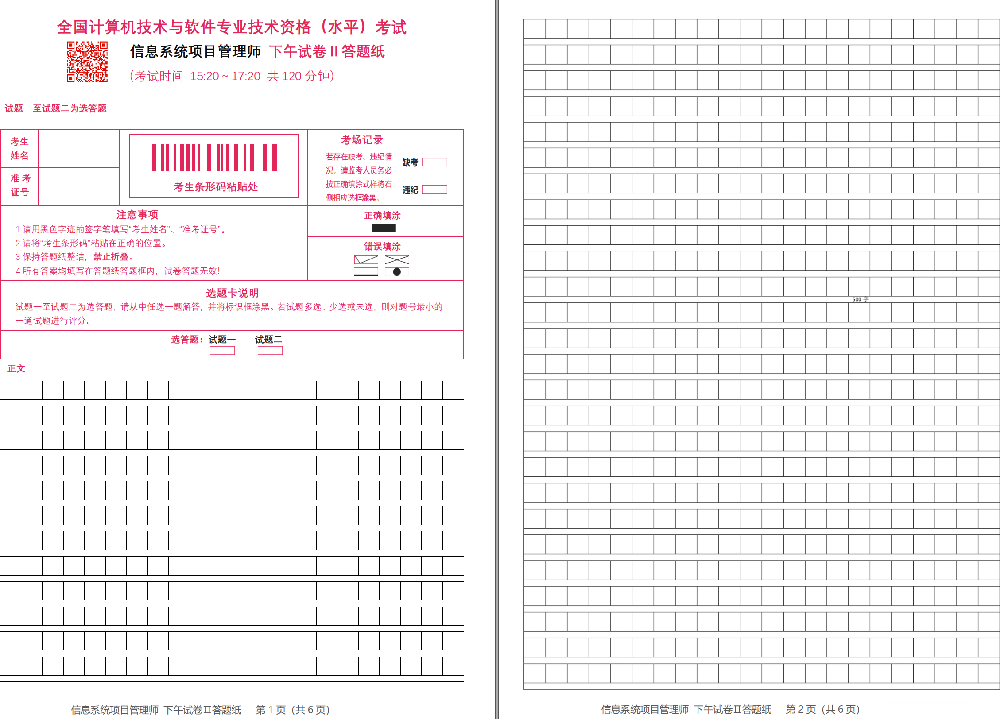 全国计算机技术与软件专业技术资格（水平）考试
信息系统项目管理师 下午试卷 II 答题纸
（考试时间 15:20 ~ 17:20 共 120 分钟）
试题一至试题二为选答题
考生
姓名
准 考
证号
考生条形码粘贴处
考场记录
若存在缺考、违纪情
况，请监考人员务必
按正确填涂式样将右
侧相应选框涂黑。
缺考
违纪
注意事项
1.请用黑色字迹的签字笔填写“考生姓名”、“准考证号”。
2.请将“考生条形码”粘贴在正确的位置。
3.保持答题纸整洁，禁止折叠。
4.所有答案均填写在答题纸答题框内，试卷答题无效！
正确填涂
错误填涂
选题卡说明
试题一至试题二为选答题，请从中任选一题解答，并将标识框涂黑。若试题多选、少选或未选，则对题号最小的
一道试题进行评分。
选答题：试题一 试题二
正文
信息系统项目管理师 下午试卷Ⅱ答题纸 第 1 页（共 6 页）
500 字
信息系统项目管理师 下午试卷Ⅱ答题纸 第 2 页（共 6 页）